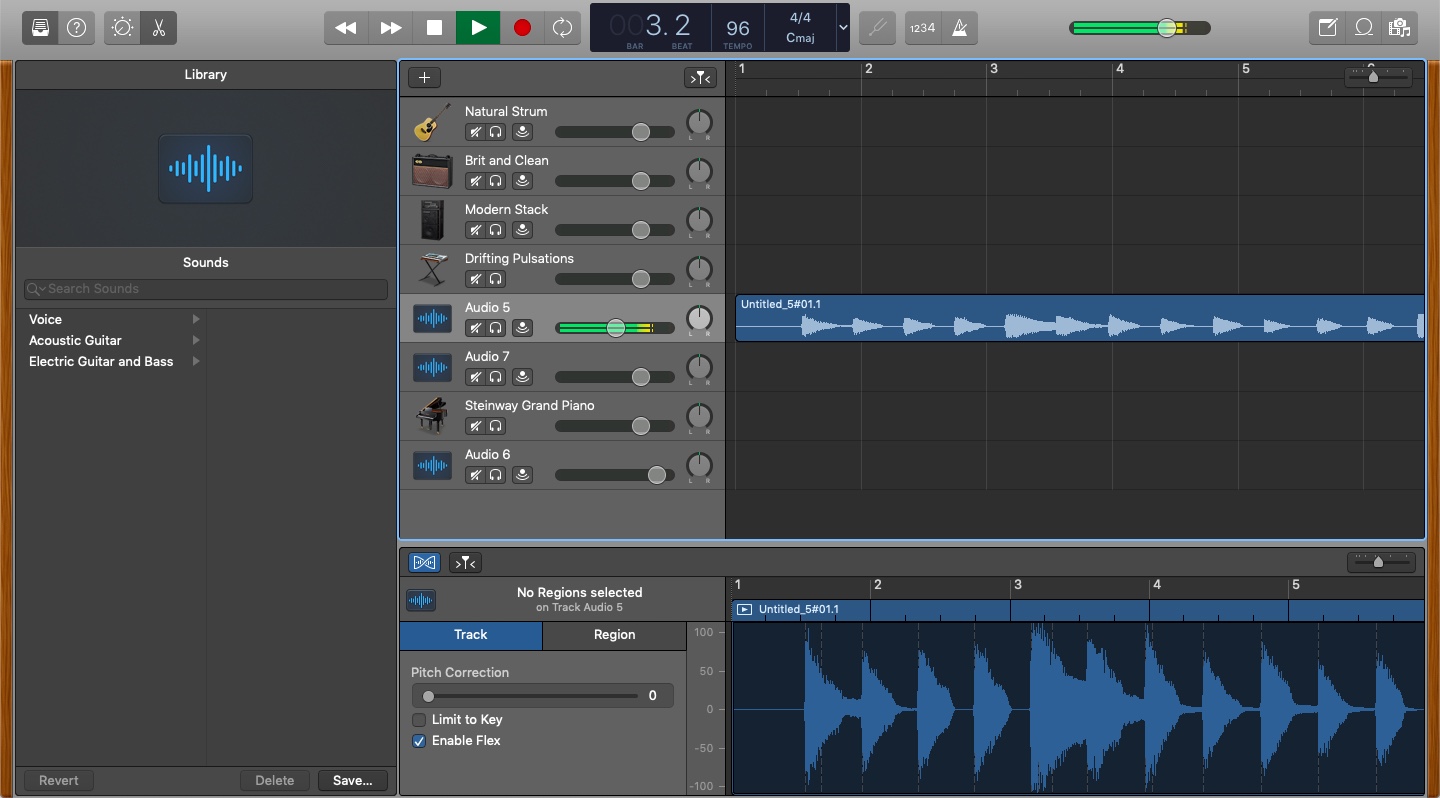 003.2
BAR BEAT
96
TEMPO
4/4
Cmaj
1234
Library
Sounds
Search Sounds
Voice
Acoustic Guitar
Electric Guitar and Bass
Revert
Delete
Save...
1 2 3 4 5 6
Natural Strum
L R
Brit and Clean
L R
Modern Stack
L R
Drifting Pulsations
L R
Audio 5
L R
Untitled_5#01.1
Audio 7
L R
Steinway Grand Piano
L R
Audio 6
L R
No Regions selected
on Track Audio 5
1 2 3 4 5
Untitled_5#01.1
Track
Region
Pitch Correction
0
Limit to Key
Enable Flex
100
50
0
-50
-100